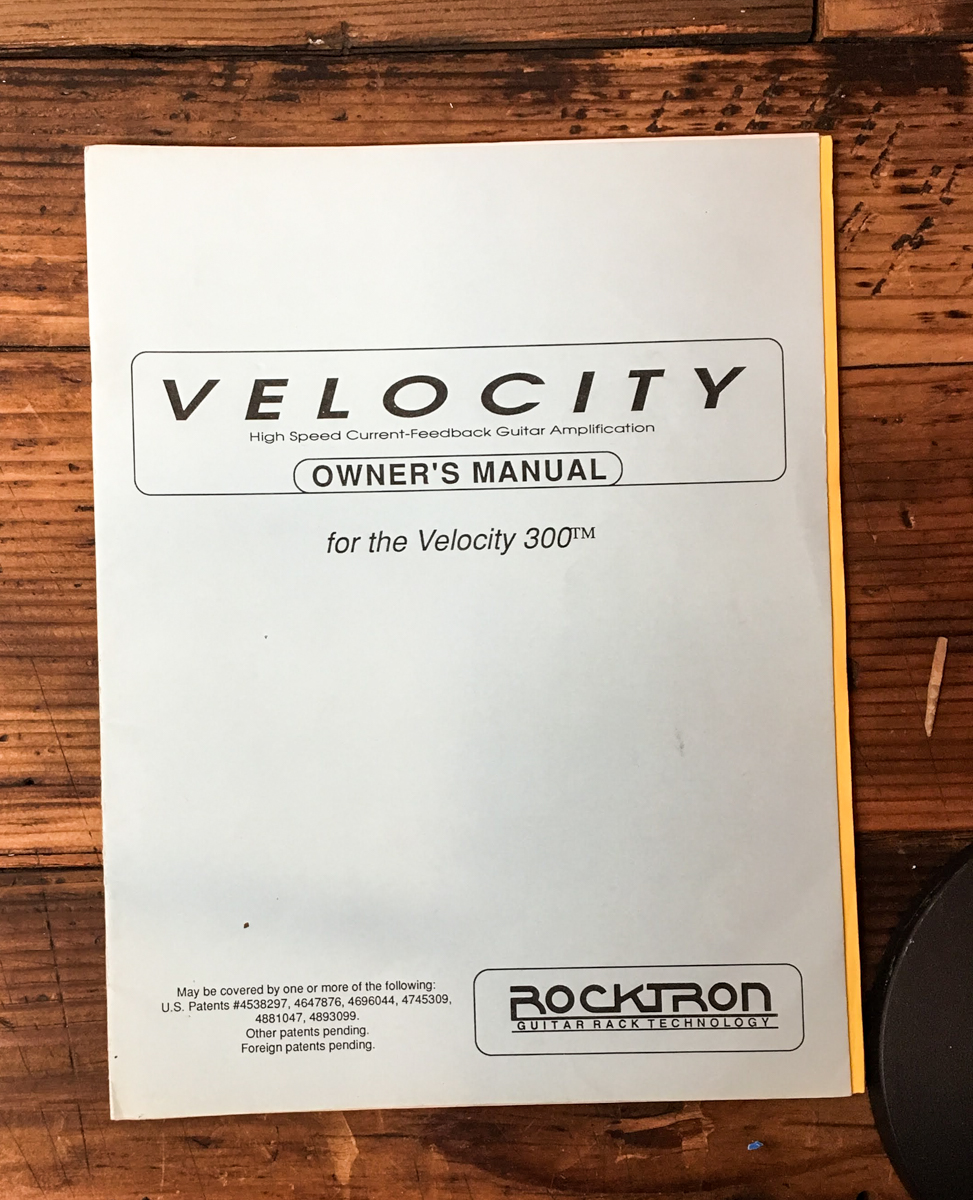 VELOCITY
High Speed Current-Feedback Guitar Amplification
OWNER'S MANUAL
for the Velocity 300™
May be covered by one or more of the following:
U.S. Patents #4538297, 4647876, 4696044, 4745309,
4881047, 4893099.
Other patents pending.
Foreign patents pending.
ROCKTRON
GUITAR RACK TECHNOLOGY